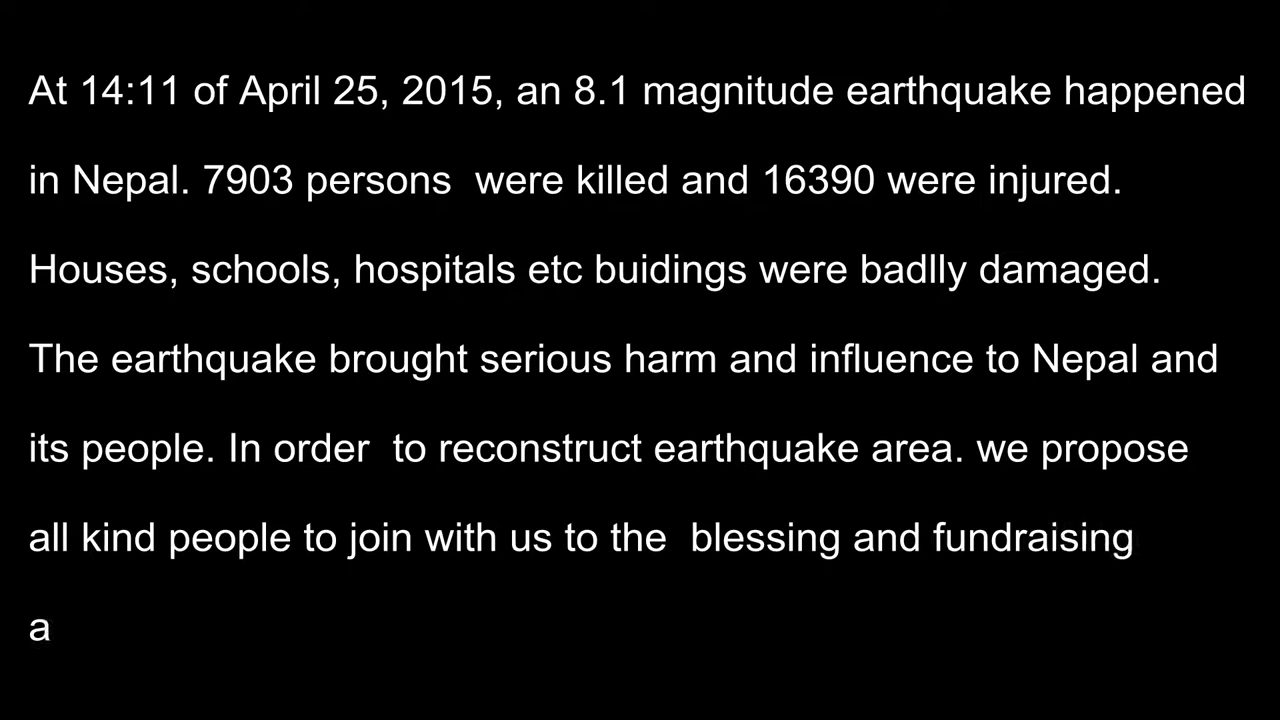 At 14:11 of April 25, 2015, an 8.1 magnitude earthquake happened
in Nepal. 7903 persons  were killed and 16390 were injured.
Houses, schools, hospitals etc buidings were badlly damaged.
The earthquake brought serious harm and influence to Nepal and
its people. In order  to reconstruct earthquake area. we propose
all kind people to join with us to the  blessing and fundraising
a